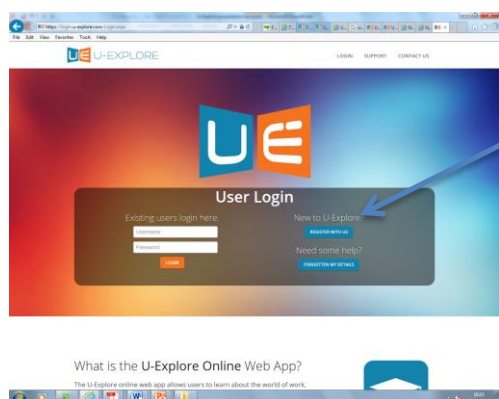 File Edit View Favorites Tools Help
UE U-EXPLORE
LOGIN SUPPORT CONTACT US
UE
User Login
Existing users login here.
Username
Password
LOGIN
New to U-Explore?
REGISTER WITH US
Need some help?
FORGOTTEN MY DETAILS
What is the U-Explore Online Web App?
The U-Explore online web app allows users to learn about the world of work,